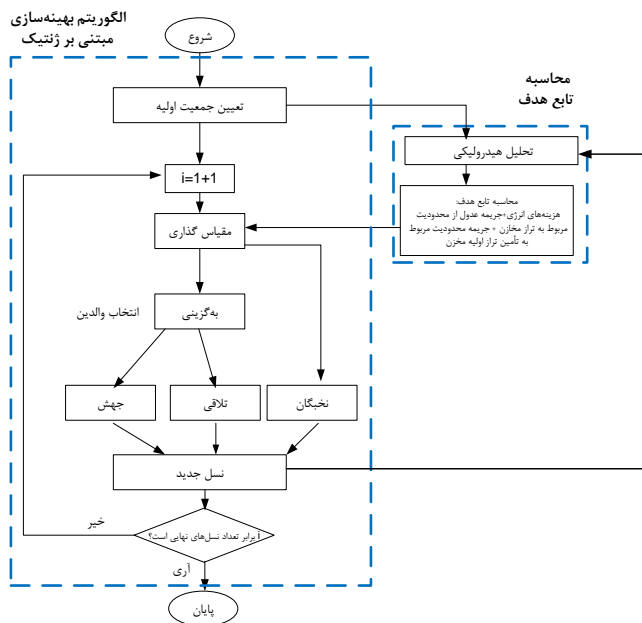 الگوریتم بهینه‌سازی
مبتنی بر ژنتیک
شروع
محاسبه
تابع هدف
تعیین جمعیت اولیه
تحلیل هیدرولیکی
i=1+1
محاسبه تابع هدف:
هزینه‌های انرژی+جریمه عدول از محدودیت
مربوط به تراز مخازن + جریمه محدودیت مربوط
به تأمین تراز اولیه مخزن
مقیاس گذاری
به‌گزینی
انتخاب والدین
نخبگان
تلاقی
جهش
نسل جدید
i برابر تعداد نسل‌های نهایی است؟
خیر
آری
پایان